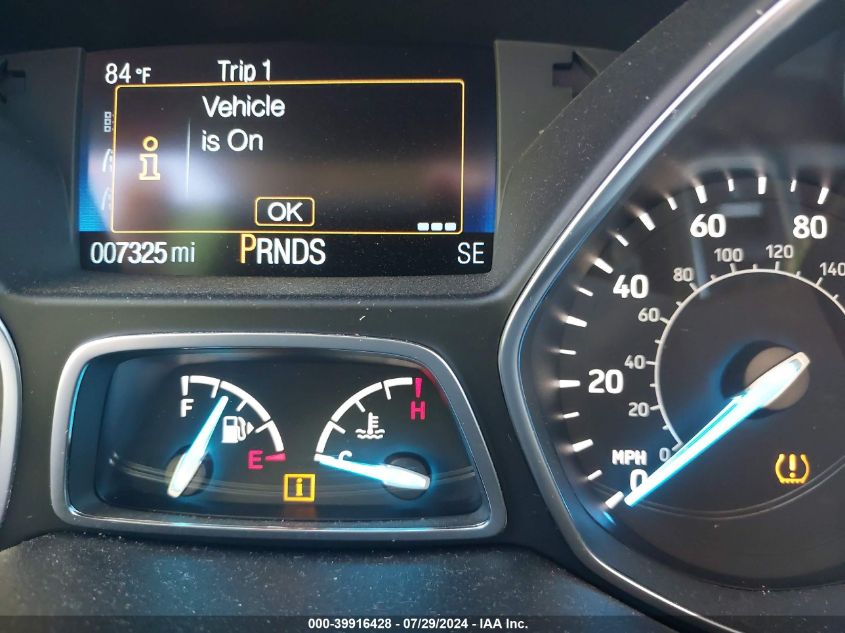 84°F Trip 1
Vehicle
is On
i
OK
007325 mi PRNDS SE
F E
C H
i
0 20 40 60 80
MPH
0 20 40 60 80 100 120 140
000-39916428 - 07/29/2024 - IAA Inc.